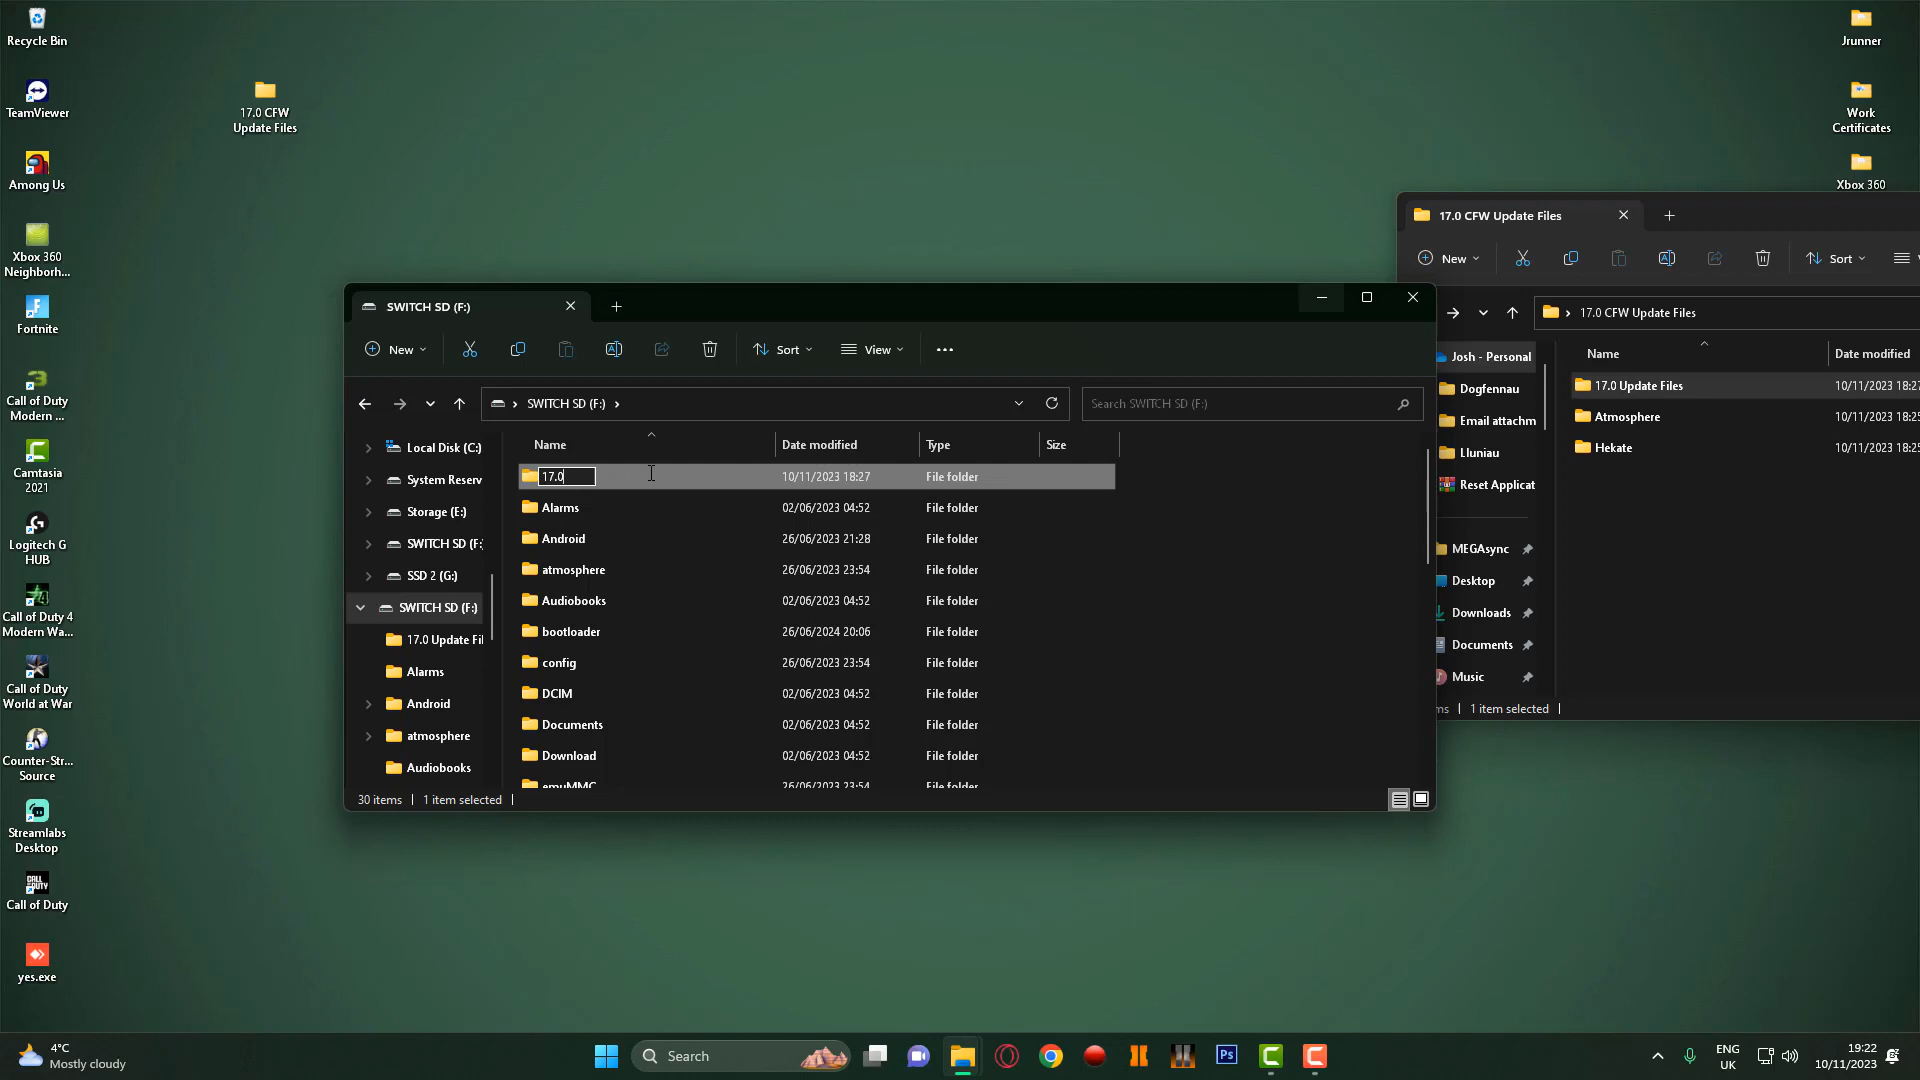 Recycle Bin
TeamViewer
Among Us
Xbox 360
Neighborh...
Fortnite
Call of Duty
Modern ...
Camtasia
2021
Logitech G
HUB
Call of Duty 4
Modern Wa...
Call of Duty
World at War
Counter-Str...
Source
Streamlabs
Desktop
Call of Duty
yes.exe
17.0 CFW
Update Files
Jrunner
Work
Certificates
Xbox 360
17.0 CFW Update Files
New
Sort
17.0 CFW Update Files
Name
Date modified
Josh - Personal
Dogfennau
Email attachm
Lluniau
Reset Applicat
MEGAsync
Desktop
Downloads
Documents
Music
17.0 Update Files 10/11/2023 18:27
Atmosphere 10/11/2023 18:25
Hekate 10/11/2023 18:25
ms 1 item selected
SWITCH SD (F:)
New
Sort
View
SWITCH SD (F:)
Search SWITCH SD (F:)
Local Disk (C:)
System Reserv
Storage (E:)
SWITCH SD (F:
SSD 2 (G:)
SWITCH SD (F:)
17.0 Update Fil
Alarms
Android
atmosphere
Audiobooks
Name Date modified Type Size
17.0 10/11/2023 18:27 File folder
Alarms 02/06/2023 04:52 File folder
Android 26/06/2023 21:28 File folder
atmosphere 26/06/2023 23:54 File folder
Audiobooks 02/06/2023 04:52 File folder
bootloader 26/06/2024 20:06 File folder
config 26/06/2023 23:54 File folder
DCIM 02/06/2023 04:52 File folder
Documents 02/06/2023 04:52 File folder
Download 02/06/2023 04:52 File folder
emuMMC 26/06/2023 23:54 File folder
30 items 1 item selected
4°C
Mostly cloudy
Search
Ps
ENG
UK
19:22
10/11/2023